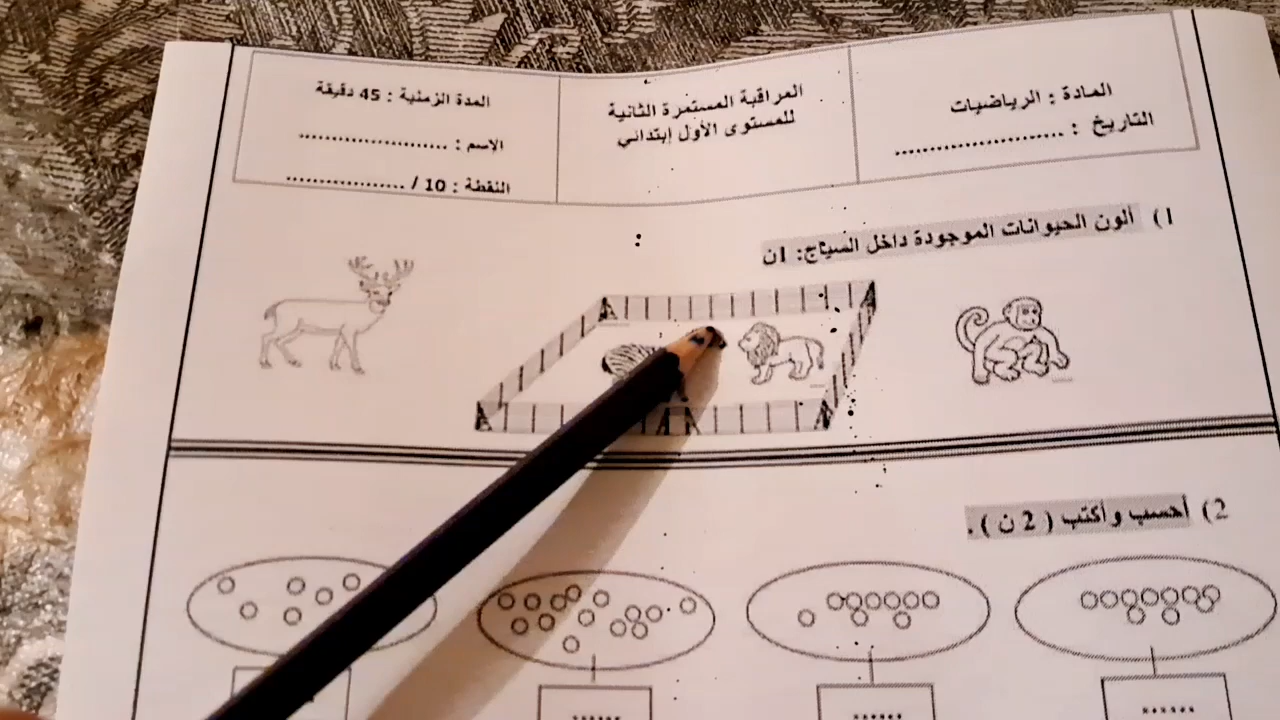 المادة : الرياضيات
التاريخ : ........................
المراقبة المستمرة الثانية
للمستوى الأول إبتدائي
المدة الزمنية : 45 دقيقة
الإسم : .....................
النقطة : 10 / .................
1) ألون الحيوانات الموجودة داخل السياج: 1ن
2) أحسب وأكتب ( 2 ن ) .
......
......
......